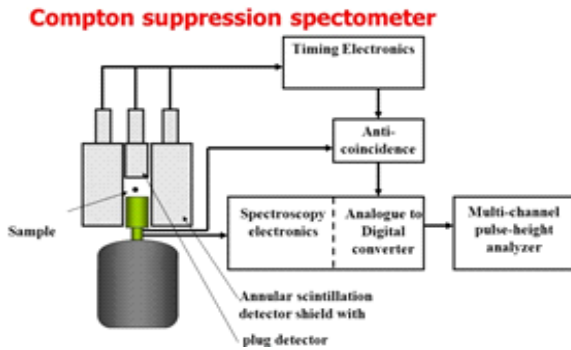 Compton suppression spectometer
Timing Electronics
Anti-
coincidence
Spectroscopy
electronics
Analogue to
Digital
converter
Multi-channel
pulse-height
analyzer
Sample
Annular scintillation
detector shield with
plug detector